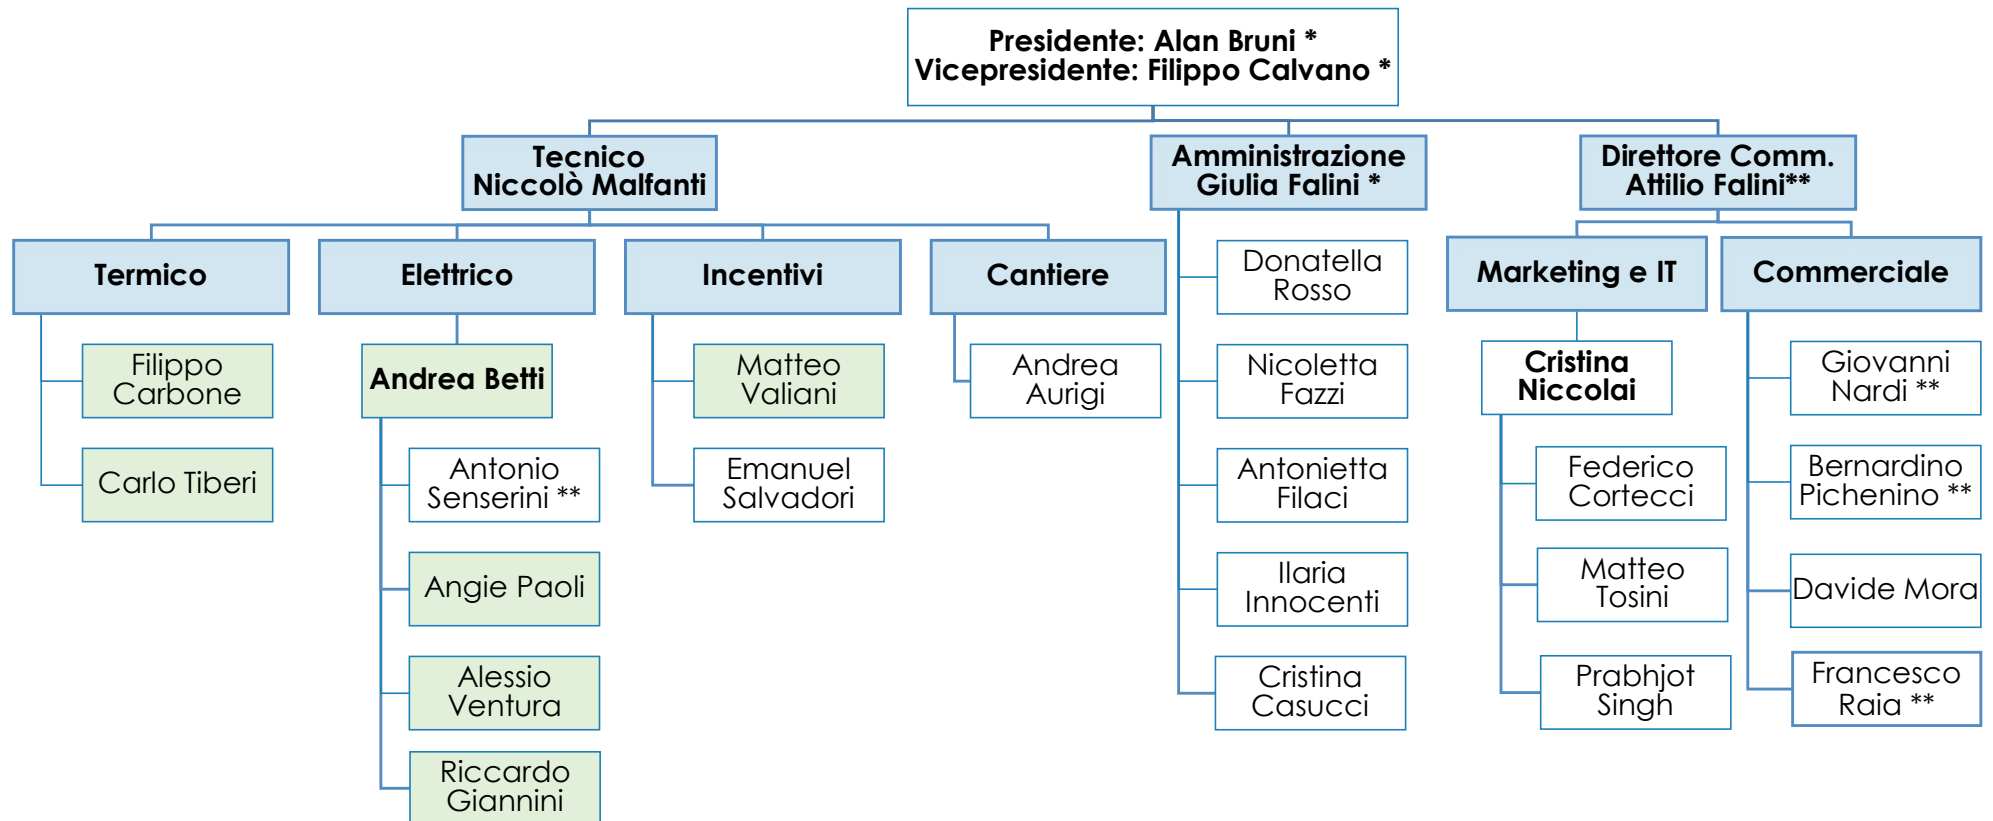 Presidente: Alan Bruni *
Vicepresidente: Filippo Calvano *
Tecnico
Niccolò Malfanti
Amministrazione
Giulia Falini *
Direttore Comm.
Attilio Falini**
Termico
Elettrico
Incentivi
Cantiere
Marketing e IT
Commerciale
Filippo
Carbone
Carlo Tiberi
Andrea Betti
Antonio
Senserini **
Angie Paoli
Alessio
Ventura
Riccardo
Giannini
Matteo
Valiani
Emanuel
Salvadori
Andrea
Aurigi
Donatella
Rosso
Nicoletta
Fazzi
Antonietta
Filaci
Ilaria
Innocenti
Cristina
Casucci
Cristina
Niccolai
Federico
Cortecci
Matteo
Tosini
Prabhjot
Singh
Giovanni
Nardi **
Bernardino
Pichenino **
Davide Mora
Francesco
Raia **